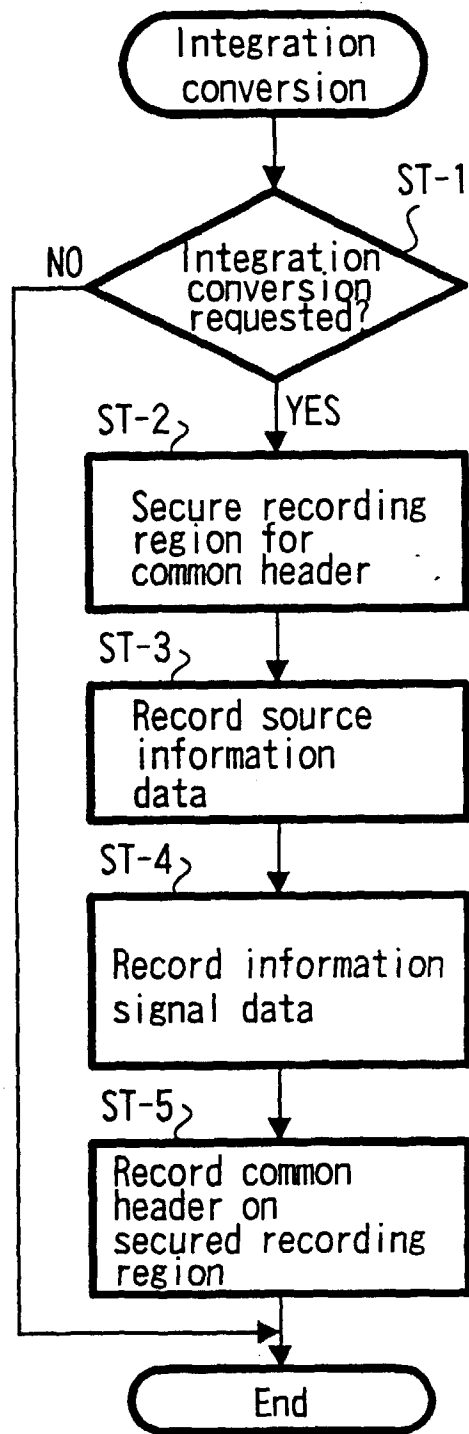 Integration
conversion
ST-1
NO
Integration
conversion
requested?
YES
ST-2
Secure recording
region for
common header
ST-3
Record source
information
data
ST-4
Record information
signal data
ST-5
Record common
header on
secured recording
region
End